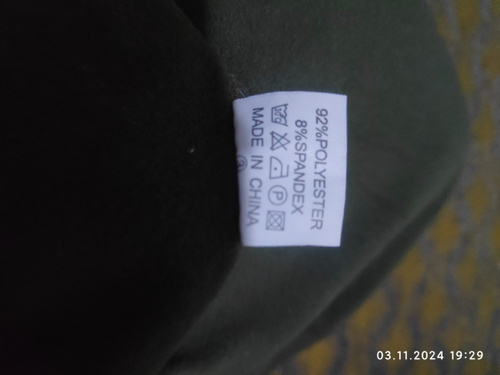 92%POLYESTER
8%SPANDEX
MADE IN CHINA
03.11.2024 19:29